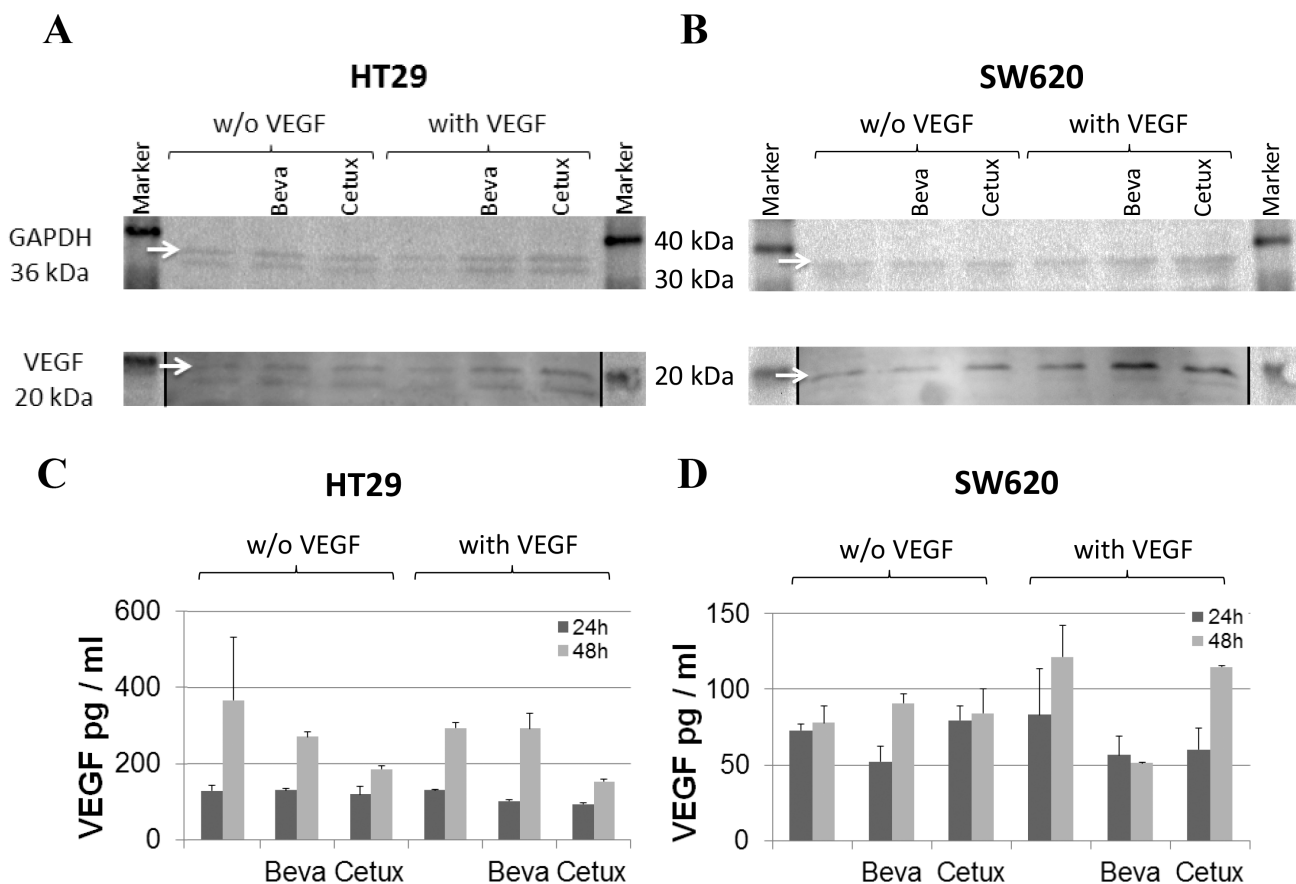 A
HT29
w/o VEGF with VEGF
Marker Beva Cetux Beva Cetux Marker
GAPDH
36 kDa
VEGF
20 kDa
B
SW620
w/o VEGF with VEGF
Marker Beva Cetux Beva Cetux Marker
40 kDa
30 kDa
20 kDa
C
HT29
w/o VEGF with VEGF
VEGF pg / ml
600
400
200
0
24h
48h
Beva Cetux Beva Cetux
D
SW620
w/o VEGF with VEGF
VEGF pg / ml
150
100
50
0
24h
48h
Beva Cetux Beva Cetux